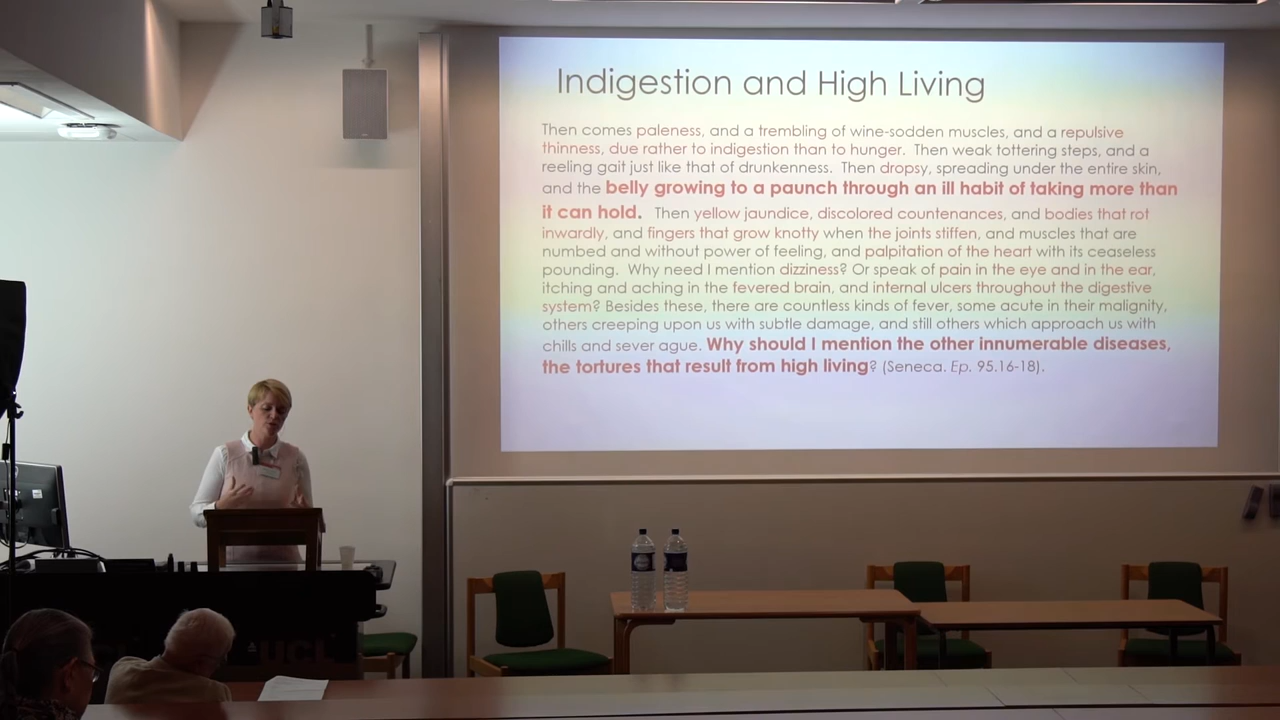 Indigestion and High Living
Then comes paleness, and a trembling of wine-sodden muscles, and a repulsive
thinness, due rather to indigestion than to hunger. Then weak tottering steps, and a
reeling gait just like that of drunkenness. Then dropsy, spreading under the entire skin,
and the belly growing to a paunch through an ill habit of taking more than
it can hold. Then yellow jaundice, discolored countenances, and bodies that rot
inwardly, and fingers that grow knotty when the joints stiffen, and muscles that are
numbed and without power of feeling, and palpitation of the heart with its ceaseless
pounding. Why need I mention dizziness? Or speak of pain in the eye and in the ear,
itching and aching in the fevered brain, and internal ulcers throughout the digestive
system? Besides these, there are countless kinds of fever, some acute in their malignity,
others creeping upon us with subtle damage, and still others which approach us with
chills and sever ague. Why should I mention the other innumerable diseases,
the tortures that result from high living? (Seneca. Ep. 95.16-18).
UCL